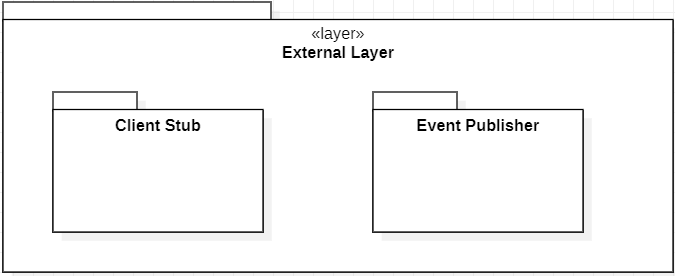 «layer»
External Layer
Client Stub
Event Publisher